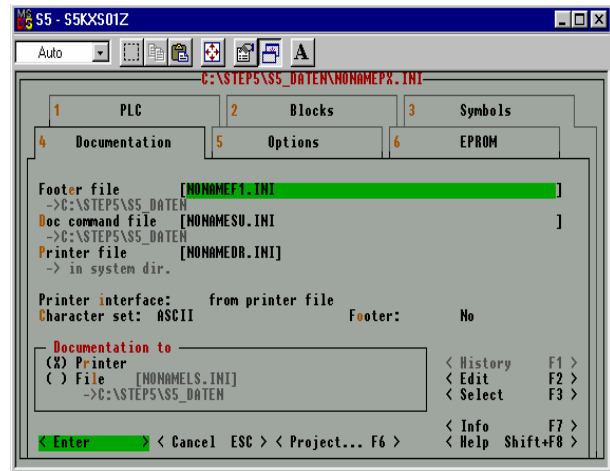 S5 - S5KXS01Z
Auto
A
C:\STEP5\S5_DATEN\NONAMEPX.INI
1 PLC 2 Blocks 3 Symbols
4 Documentation 5 Options 6 EPROM
Footer file [NONAMEF1.INI ]
->C:\STEP5\S5_DATEN
Doc command file [NONAMESU.INI ]
->C:\STEP5\S5_DATEN
Printer file [NONAMEDR.INI]
-> in system dir.
Printer interface: from printer file
Character set: ASCII Footer: No
Documentation to
(X) Printer < History F1 >
( ) File [NONAMELS.INI] < Edit F2 >
->C:\STEP5\S5_DATEN < Select F3 >
< Info F7 >
< Enter > < Cancel ESC > < Project... F6 > < Help Shift+F8 >